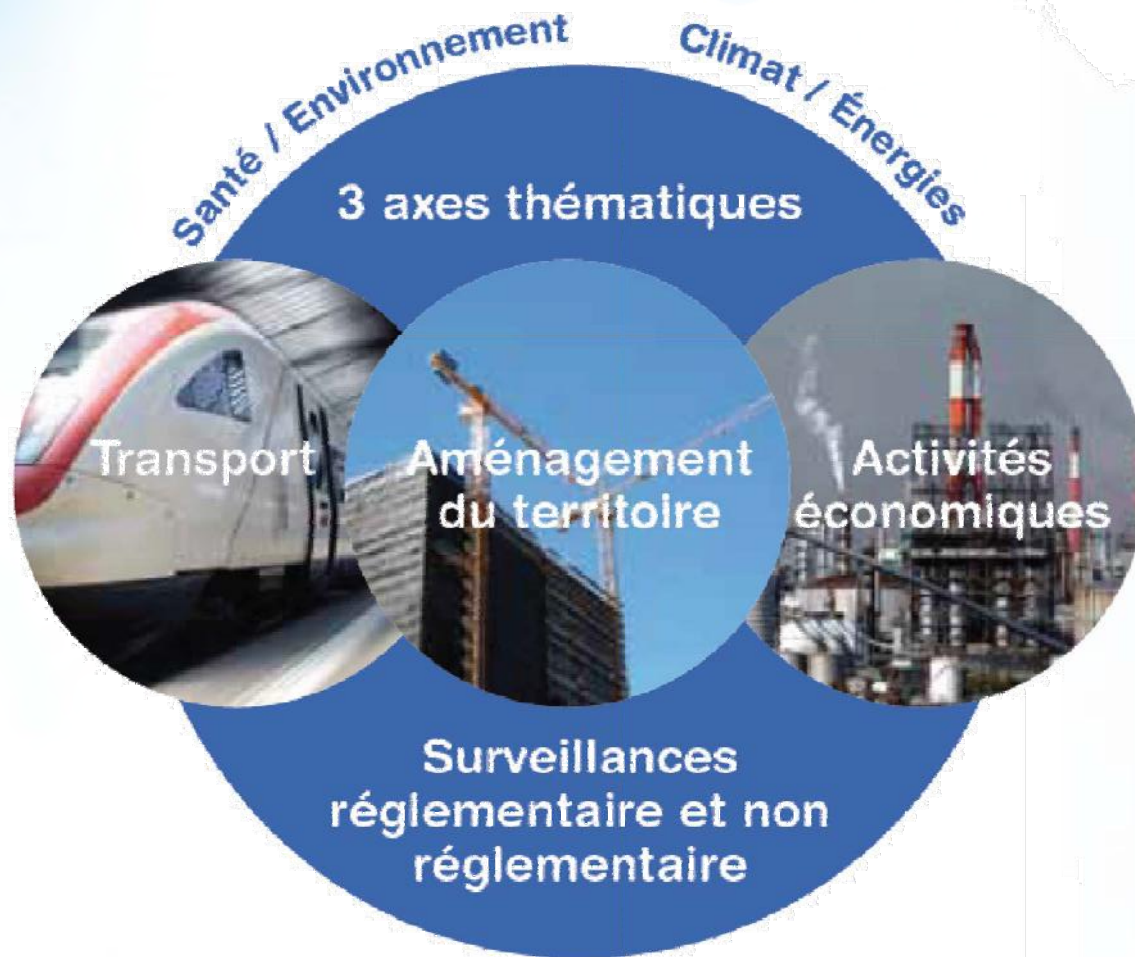 Santé / Environnement
Climat / Énergies
3 axes thématiques
Transport
Aménagement
du territoire
Activités
économiques
Surveillances
réglementaire et non
réglementaire